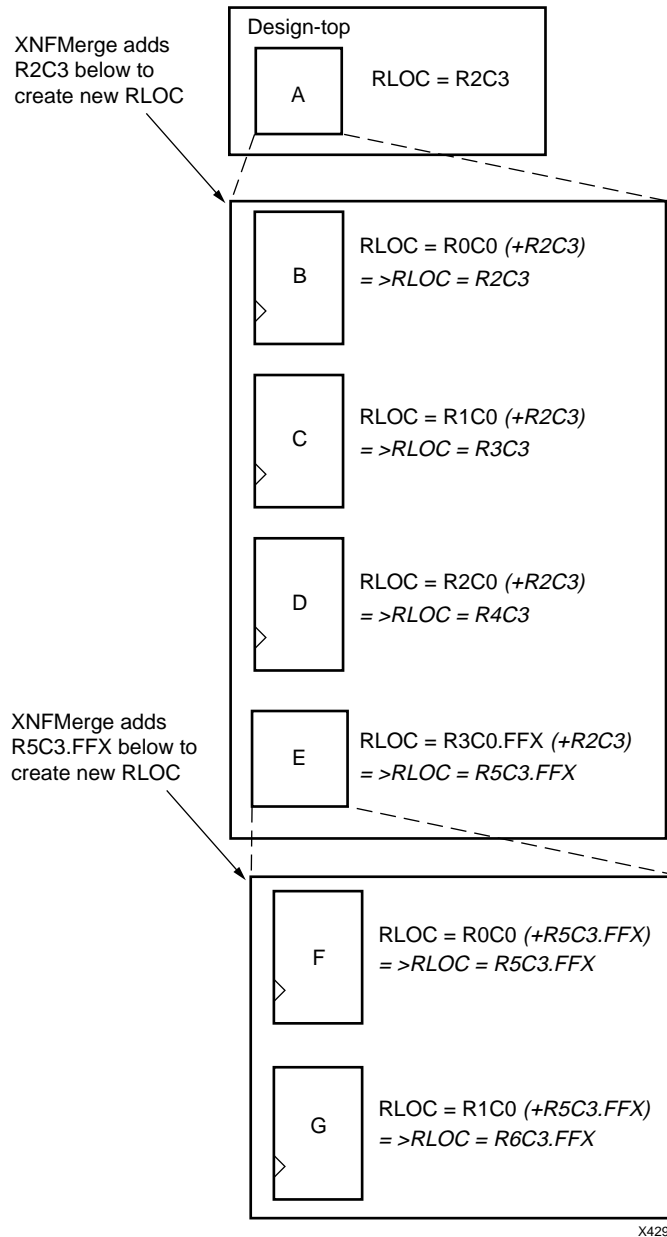 Design-top
XNFMerge adds
R2C3 below to
create new RLOC
A
RLOC = R2C3
B
RLOC = R0C0 (+R2C3)
= >RLOC = R2C3
C
RLOC = R1C0 (+R2C3)
= >RLOC = R3C3
D
RLOC = R2C0 (+R2C3)
= >RLOC = R4C3
XNFMerge adds
R5C3.FFX below to
create new RLOC
E
RLOC = R3C0.FFX (+R2C3)
= >RLOC = R5C3.FFX
F
RLOC = R0C0 (+R5C3.FFX)
= >RLOC = R5C3.FFX
G
RLOC = R1C0 (+R5C3.FFX)
= >RLOC = R6C3.FFX
X429